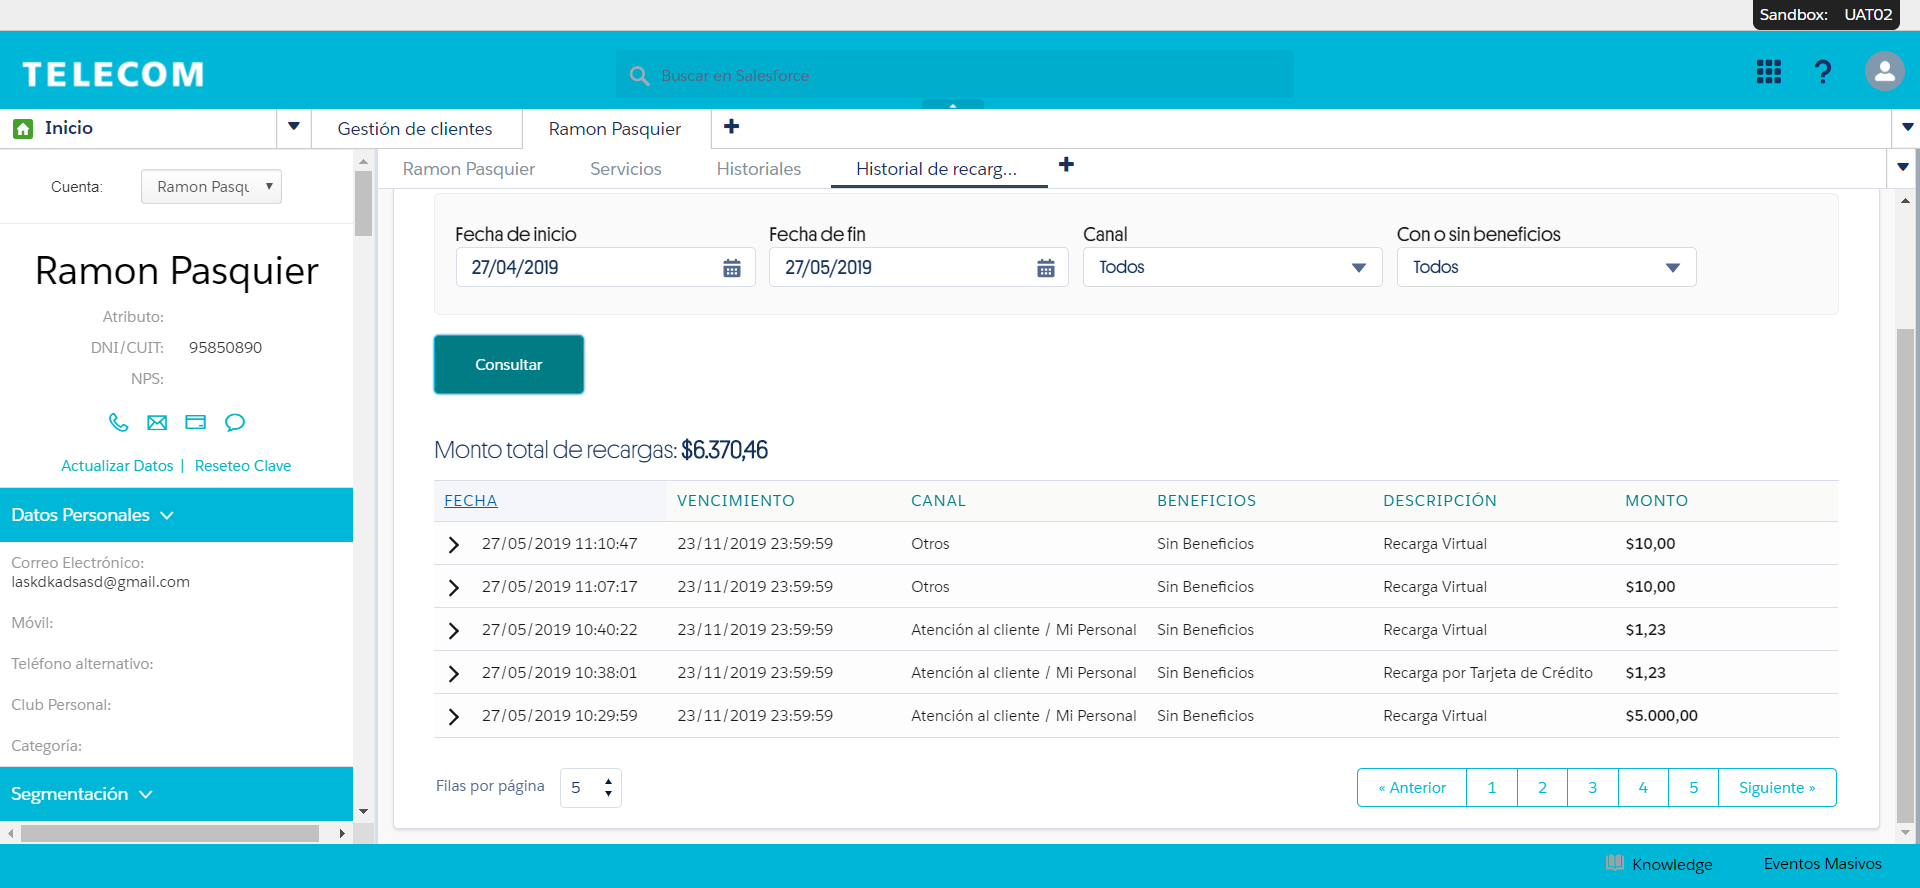 Sandbox: UAT02
TELECOM
Buscar en Salesforce
?
Inicio
Gestión de clientes
Ramon Pasquier
Cuenta:
Ramon Pasqu
Ramon Pasquier
Servicios
Historiales
Historial de recarg...
Ramon Pasquier
Atributo:
DNI/CUIT: 95850890
NPS:
Actualizar Datos | Reseteo Clave
Datos Personales
Correo Electrónico:
laskdkadsasd@gmail.com
Móvil:
Teléfono alternativo:
Club Personal:
Categoría:
Segmentación
Fecha de inicio
27/04/2019
Fecha de fin
27/05/2019
Canal
Todos
Con o sin beneficios
Todos
Consultar
Monto total de recargas: $6.370,46
FECHA VENCIMIENTO CANAL BENEFICIOS DESCRIPCIÓN MONTO
27/05/2019 11:10:47 23/11/2019 23:59:59 Otros Sin Beneficios Recarga Virtual $10,00
27/05/2019 11:07:17 23/11/2019 23:59:59 Otros Sin Beneficios Recarga Virtual $10,00
27/05/2019 10:40:22 23/11/2019 23:59:59 Atención al cliente / Mi Personal Sin Beneficios Recarga Virtual $1,23
27/05/2019 10:38:01 23/11/2019 23:59:59 Atención al cliente / Mi Personal Sin Beneficios Recarga por Tarjeta de Crédito $1,23
27/05/2019 10:29:59 23/11/2019 23:59:59 Atención al cliente / Mi Personal Sin Beneficios Recarga Virtual $5.000,00
Filas por página 5
« Anterior 1 2 3 4 5 Siguiente »
Knowledge
Eventos Masivos